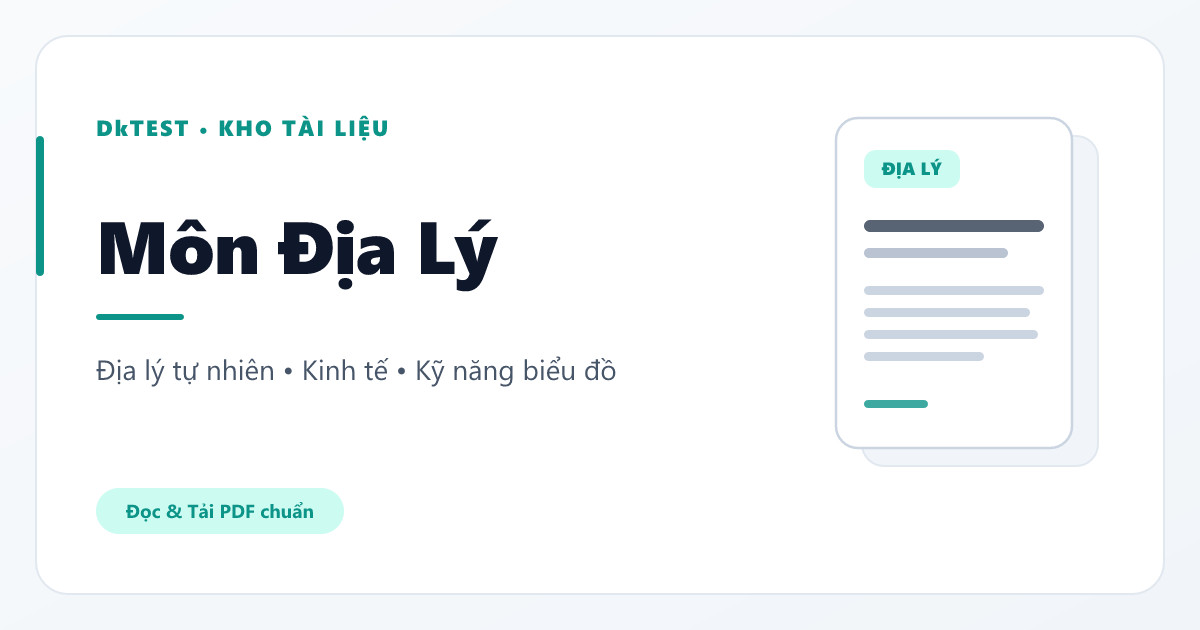 DkTEST • KHO TÀI LIỆU
Môn Địa Lý
Địa lý tự nhiên • Kinh tế • Kỹ năng biểu đồ
Đọc & Tải PDF chuẩn
ĐỊA LÝ